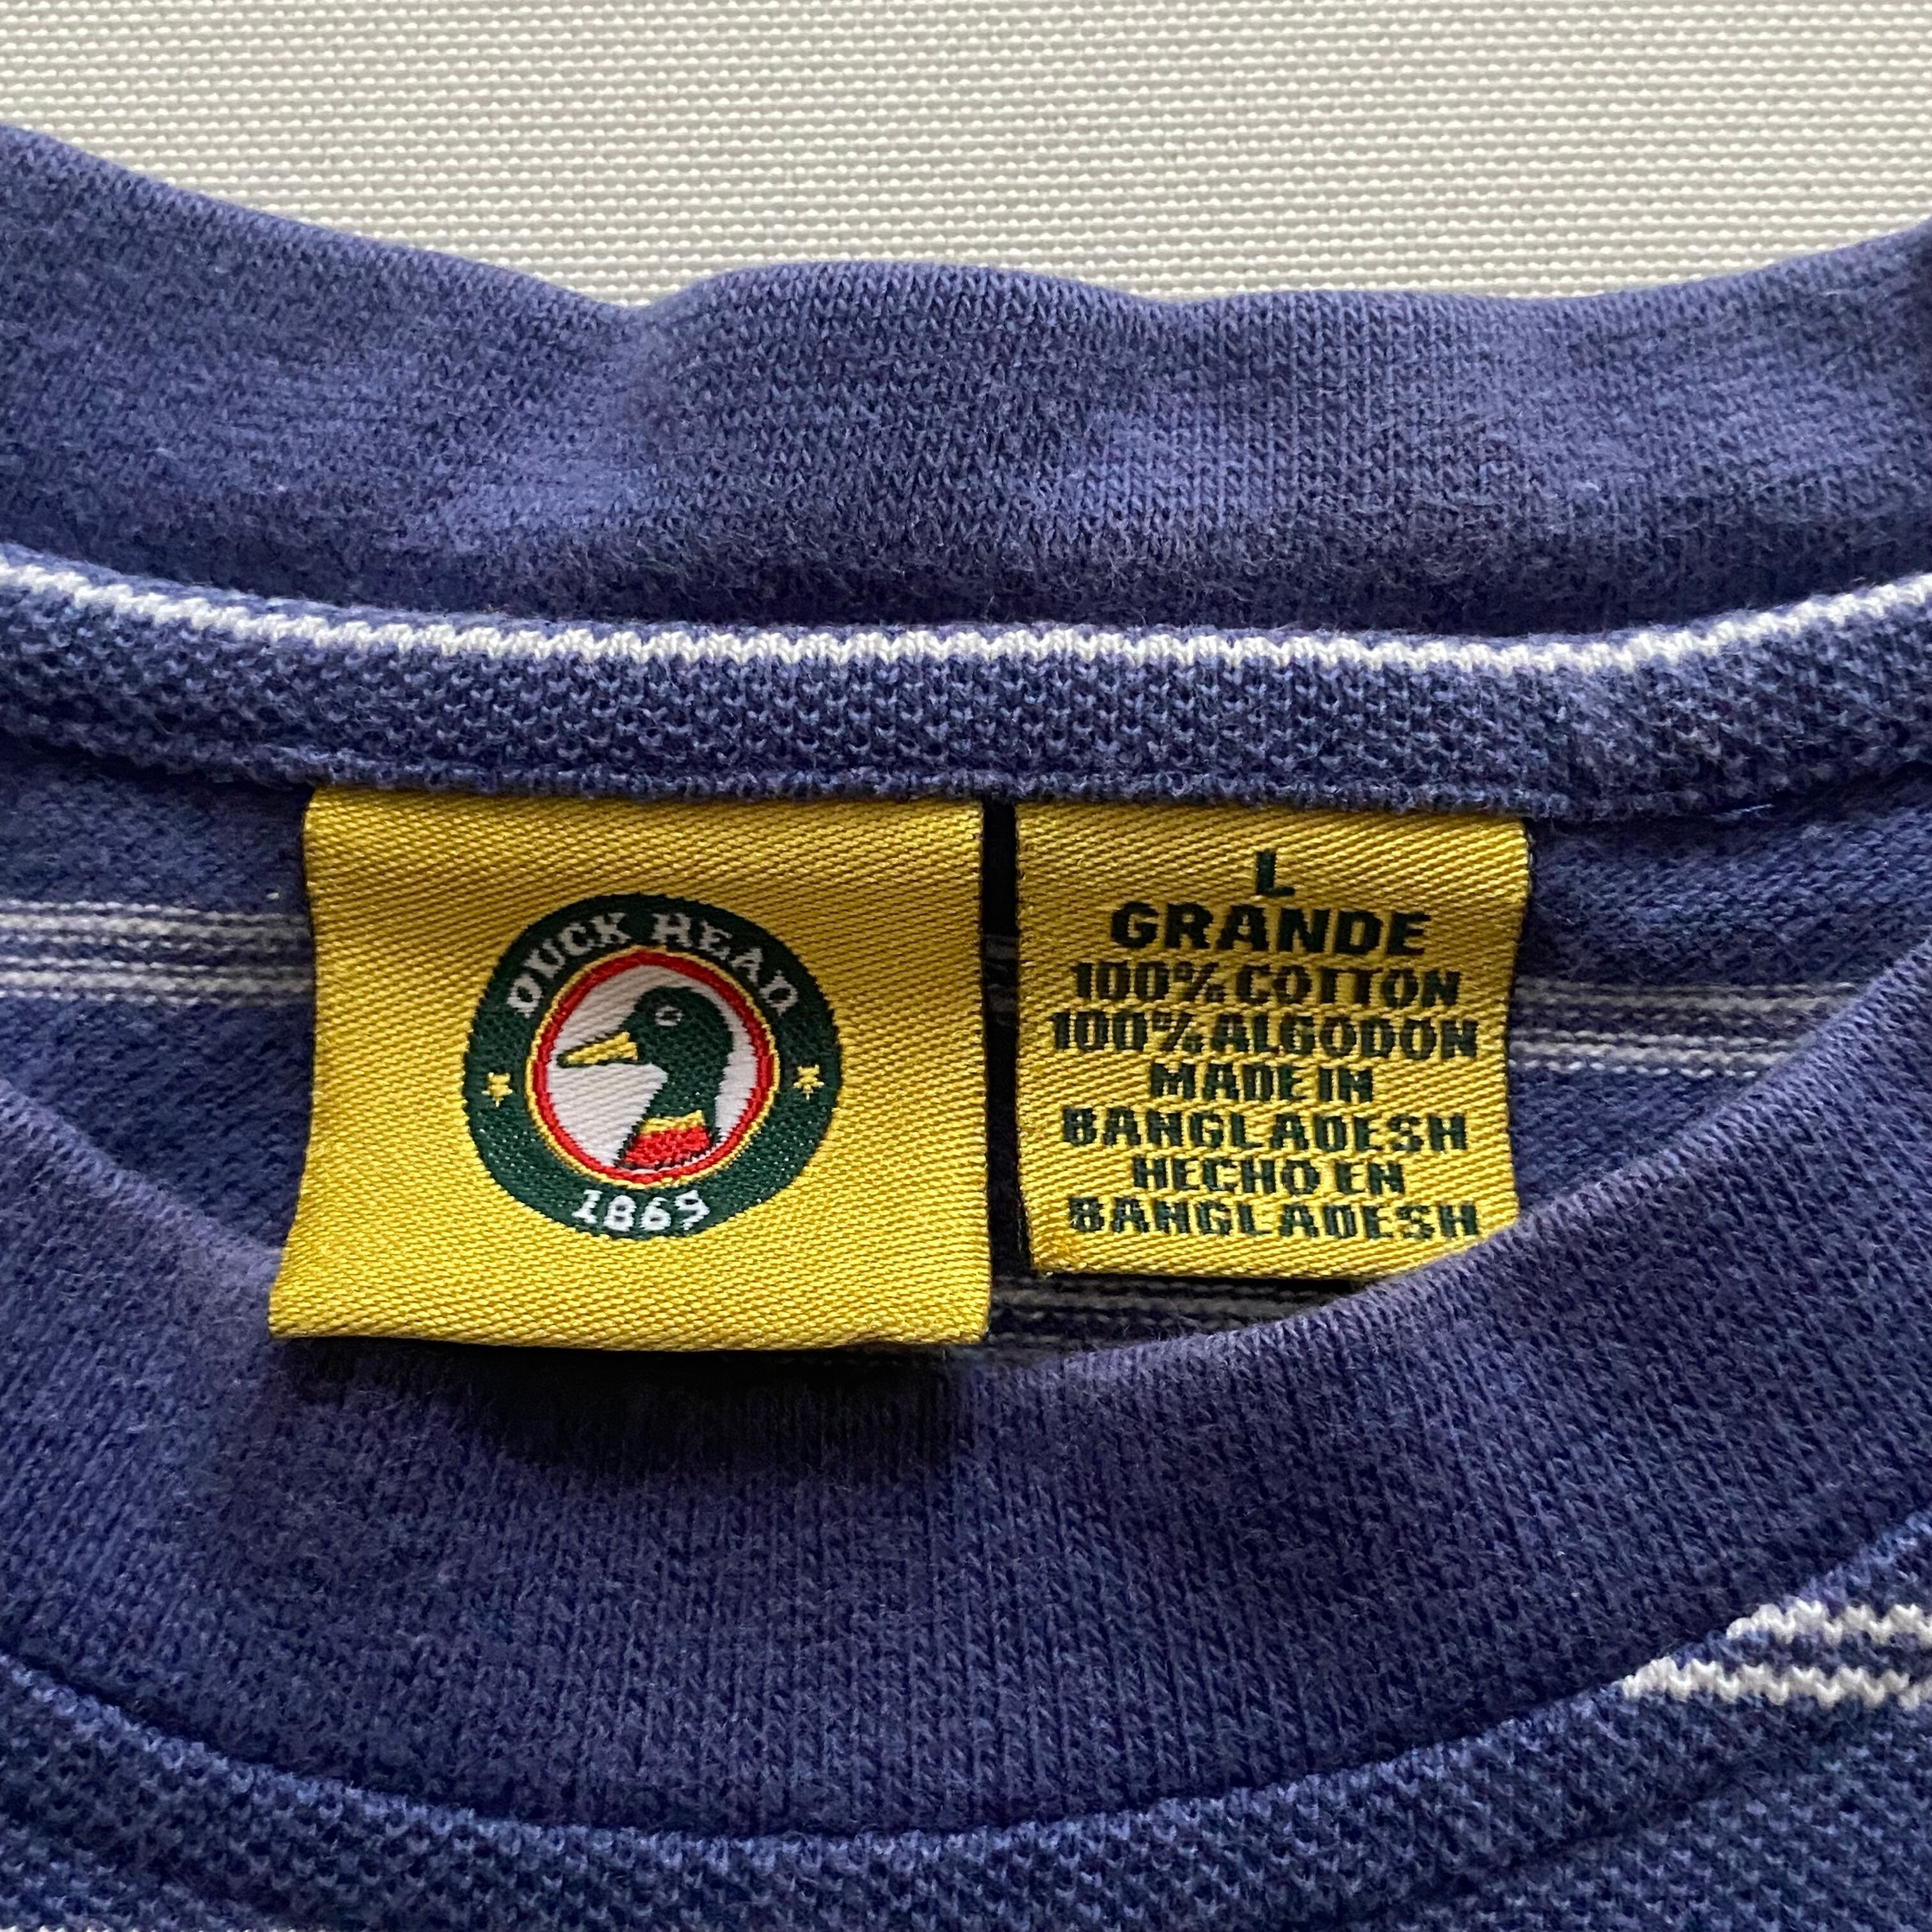 DUCK HEAD
1865
L
GRANDE
100% COTTON
100% ALGODON
MADE IN
BANGLADESH
HECHO EN
BANGLADESH